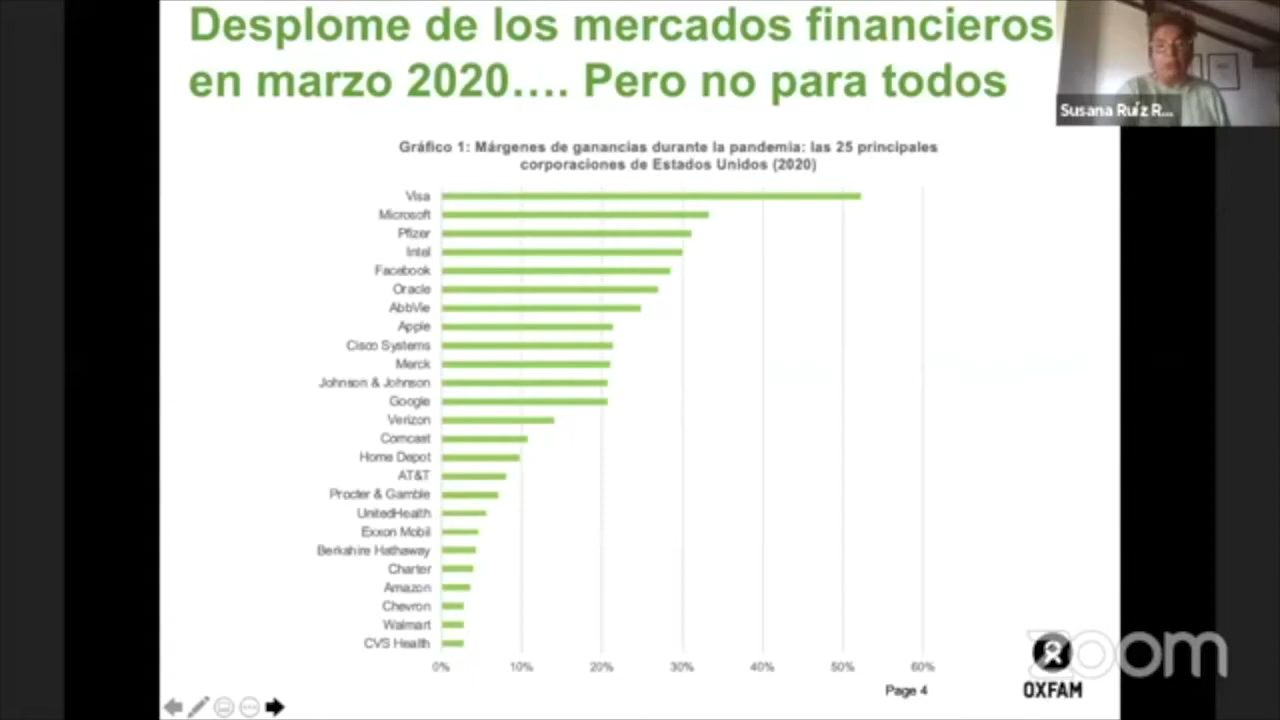 Desplome de los mercados financieros
en marzo 2020.... Pero no para todos
Susana Ruíz R...
Gráfico 1: Márgenes de ganancias durante la pandemia: las 25 principales
corporaciones de Estados Unidos (2020)
Visa
Microsoft
Pfizer
Intel
Facebook
Oracle
AbbVie
Apple
Cisco Systems
Merck
Johnson & Johnson
Google
Verizon
Comcast
Home Depot
AT&T
Procter & Gamble
UnitedHealth
Exxon Mobil
Berkshire Hathaway
Charter
Amazon
Chevron
Walmart
CVS Health
0% 10% 20% 30% 40% 50% 60%
Page 4
zoom
OXFAM